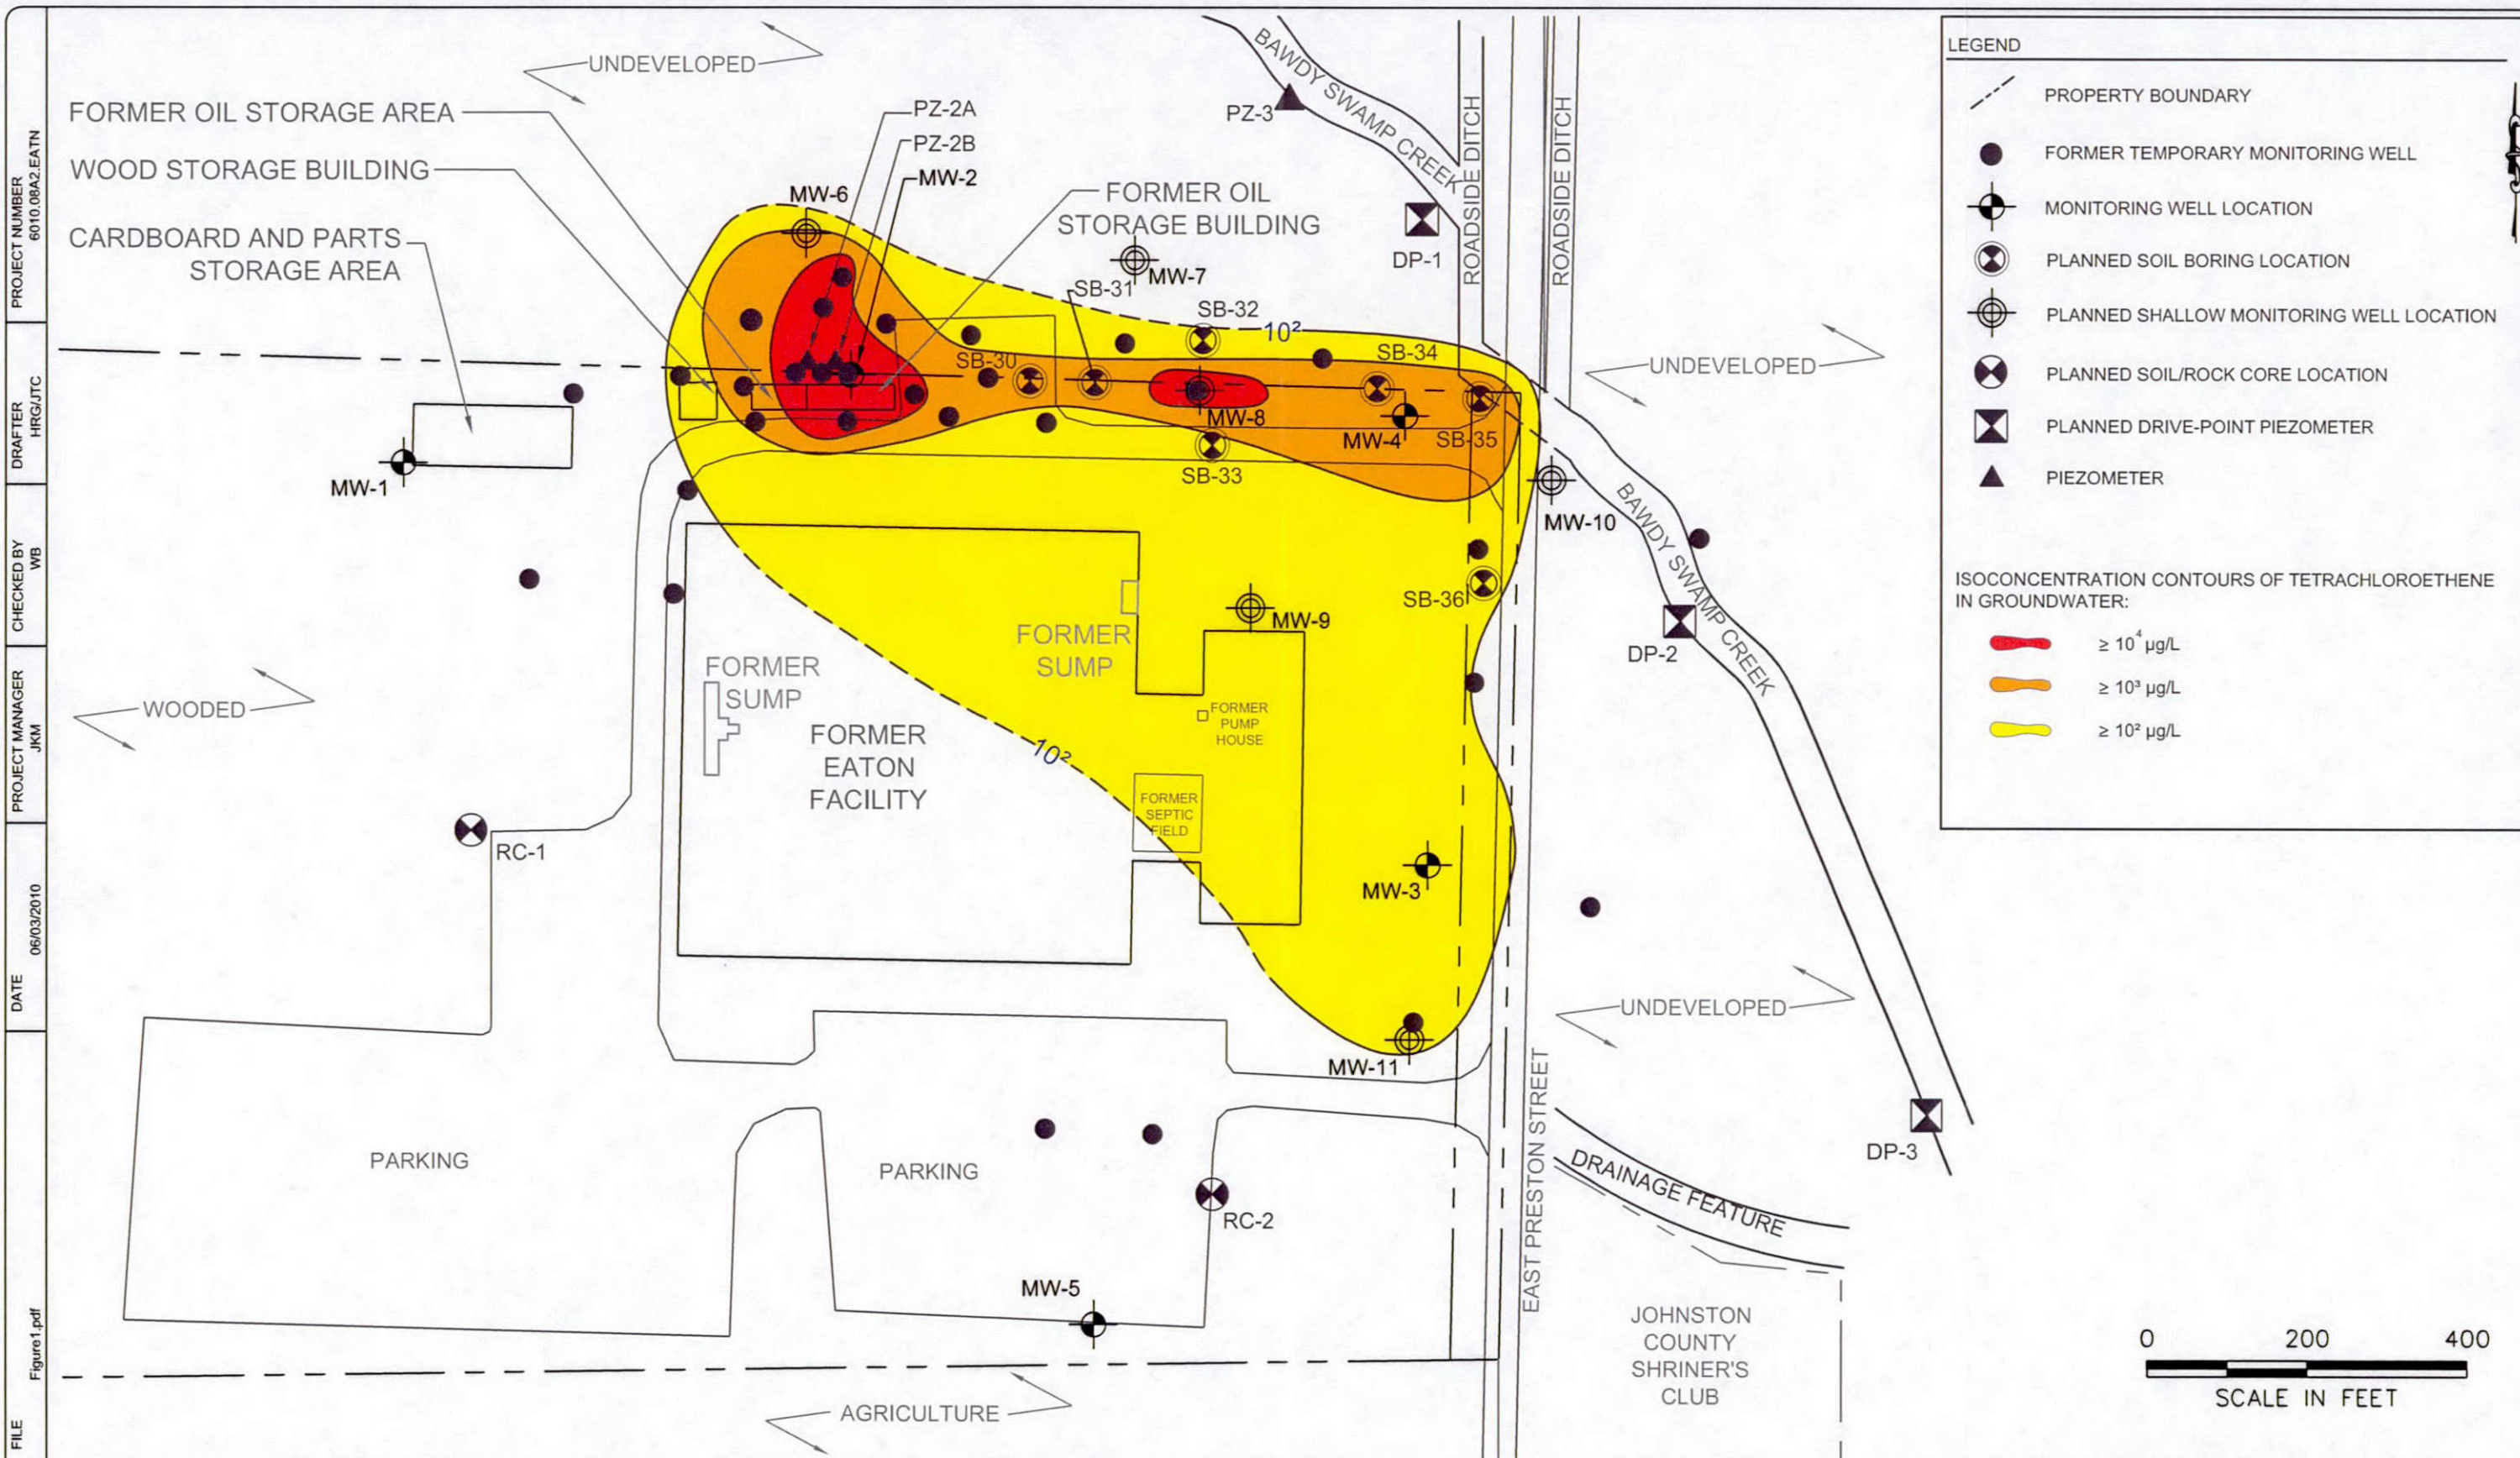 PROJECT NUMBER
6010.08A2.EATN
DRAFTER
HRG/JTC
CHECKED BY
WB
PROJECT MANAGER
JKM
DATE
06/03/2010
FILE
Figure1.pdf
UNDEVELOPED
FORMER OIL STORAGE AREA
WOOD STORAGE BUILDING
CARDBOARD AND PARTS
STORAGE AREA
PZ-2A
PZ-2B
MW-2
MW-6
FORMER OIL
STORAGE BUILDING
BAWDY SWAMP CREEK
PZ-3
ROADSIDE DITCH
ROADSIDE DITCH
DP-1
MW-7
SB-31
SB-32
10²
SB-30
SB-34
MW-8
MW-4
SB-35
SB-33
MW-1
MW-10
UNDEVELOPED
BAWDY SWAMP CREEK
SB-36
MW-9
DP-2
FORMER
SUMP
FORMER
SUMP
FORMER
PUMP
HOUSE
FORMER
EATON
FACILITY
10²
FORMER
SEPTIC
FIELD
WOODED
RC-1
MW-3
UNDEVELOPED
MW-11
EAST PRESTON STREET
DP-3
DRAINAGE FEATURE
PARKING
PARKING
RC-2
MW-5
AGRICULTURE
JOHNSTON
COUNTY
SHRINER'S
CLUB
LEGEND
PROPERTY BOUNDARY
FORMER TEMPORARY MONITORING WELL
MONITORING WELL LOCATION
PLANNED SOIL BORING LOCATION
PLANNED SHALLOW MONITORING WELL LOCATION
PLANNED SOIL/ROCK CORE LOCATION
PLANNED DRIVE-POINT PIEZOMETER
PIEZOMETER
ISOCONCENTRATION CONTOURS OF TETRACHLOROETHENE
IN GROUNDWATER:
≥ 10⁴ µg/L
≥ 10³ µg/L
≥ 10² µg/L
0 200 400
SCALE IN FEET